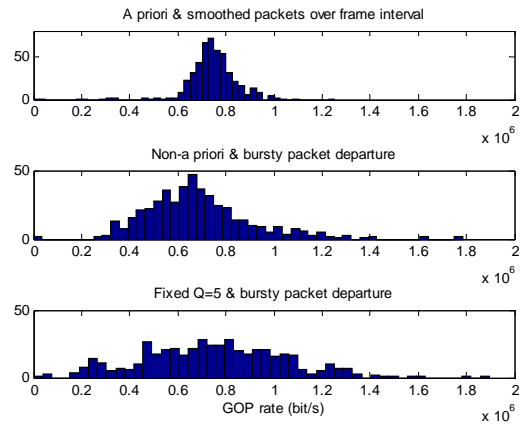 A priori & smoothed packets over frame interval
50
0
0 0.2 0.4 0.6 0.8 1 1.2 1.4 1.6 1.8 2
x 10^6
Non-a priori & bursty packet departure
50
0
0 0.2 0.4 0.6 0.8 1 1.2 1.4 1.6 1.8 2
x 10^6
Fixed Q=5 & bursty packet departure
50
0
0 0.2 0.4 0.6 0.8 1 1.2 1.4 1.6 1.8 2
GOP rate (bit/s)
x 10^6